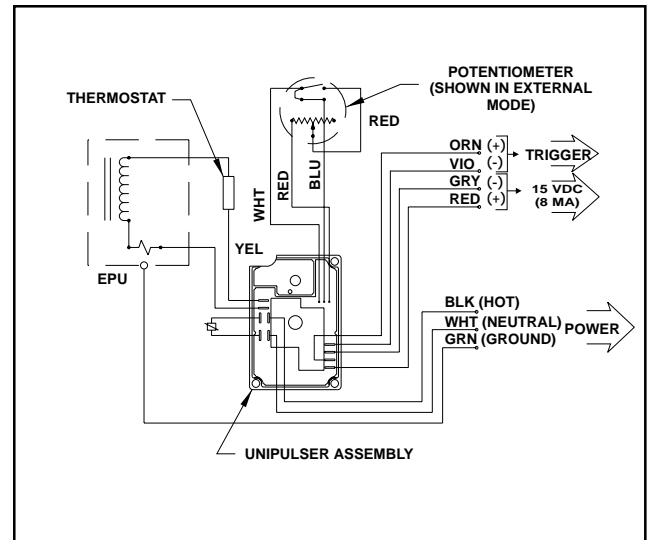 POTENTIOMETER
(SHOWN IN EXTERNAL
MODE)
THERMOSTAT
RED
ORN (+)
VIO (-)
TRIGGER
GRY (-)
RED (+)
15 VDC
(8 MA)
WHT
RED
BLU
YEL
EPU
BLK (HOT)
WHT (NEUTRAL)
GRN (GROUND)
POWER
UNIPULSER ASSEMBLY